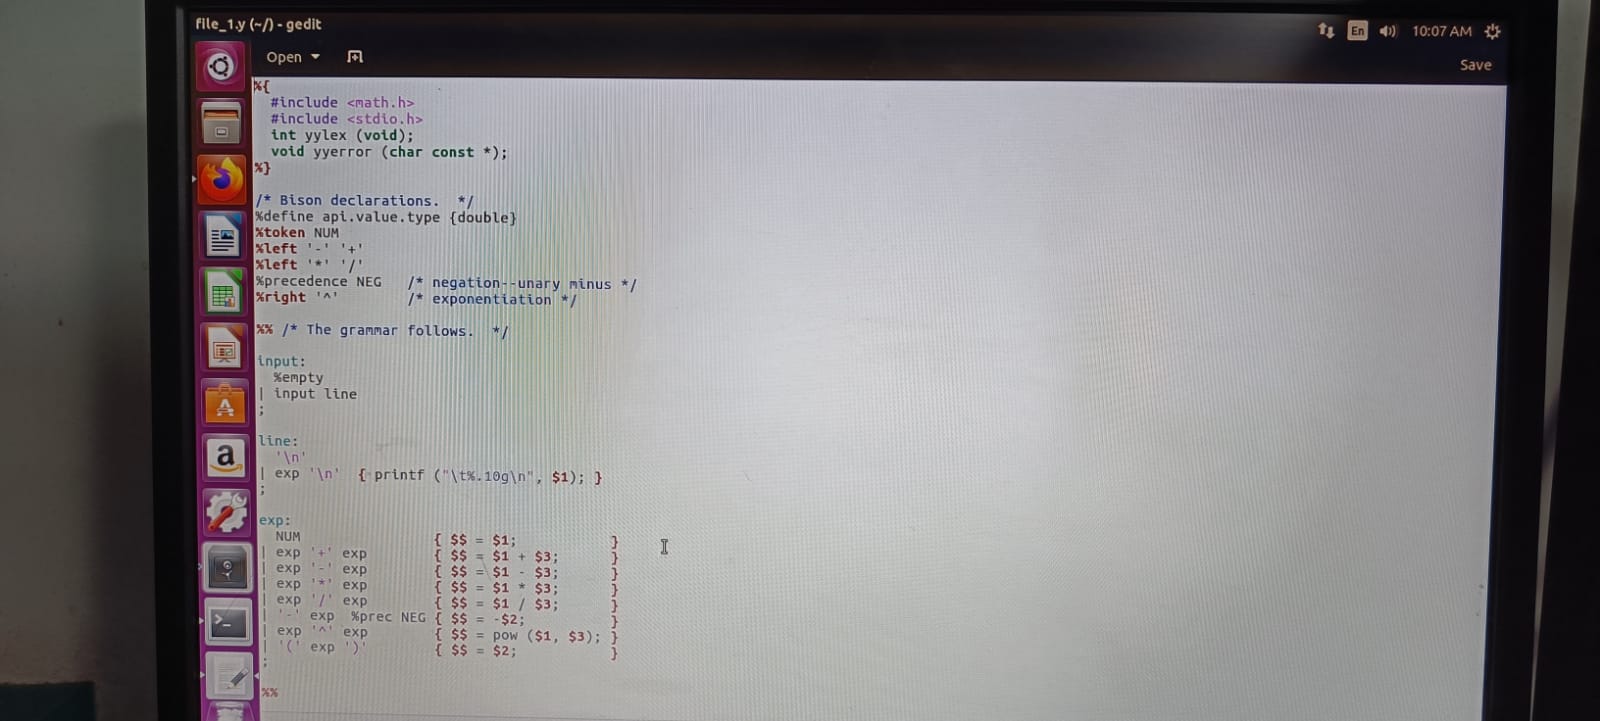 file_1.y (~/) - gedit
En 10:07 AM
Open
Save
%{
#include <math.h>
#include <stdio.h>
int yylex (void);
void yyerror (char const *);
%}
/* Bison declarations.  */
%define api.value.type {double}
%token NUM
%left '-' '+'
%left '*' '/'
%precedence NEG   /* negation--unary minus */
%right '^'        /* exponentiation */
%% /* The grammar follows.  */
input:
%empty
| input line
;
line:
'\n'
| exp '\n'  { printf ("\t%.10g\n", $1); }
;
exp:
NUM                { $$ = $1;           }
| exp '+' exp        { $$ = $1 + $3;      }
| exp '-' exp        { $$ = $1 - $3;      }
| exp '*' exp        { $$ = $1 * $3;      }
| exp '/' exp        { $$ = $1 / $3;      }
| '-' exp  %prec NEG { $$ = -$2;          }
| exp '^' exp        { $$ = pow ($1, $3); }
| '(' exp ')'        { $$ = $2;           }
;
%%